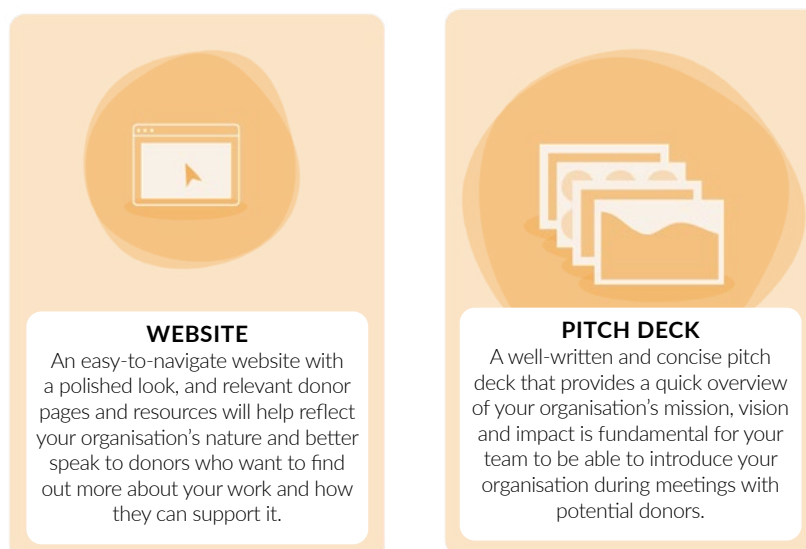 WEBSITE
An easy-to-navigate website with
a polished look, and relevant donor
pages and resources will help reflect
your organisation's nature and better
speak to donors who want to find
out more about your work and how
they can support it.
PITCH DECK
A well-written and concise pitch
deck that provides a quick overview
of your organisation's mission, vision
and impact is fundamental for your
team to be able to introduce your
organisation during meetings with
potential donors.